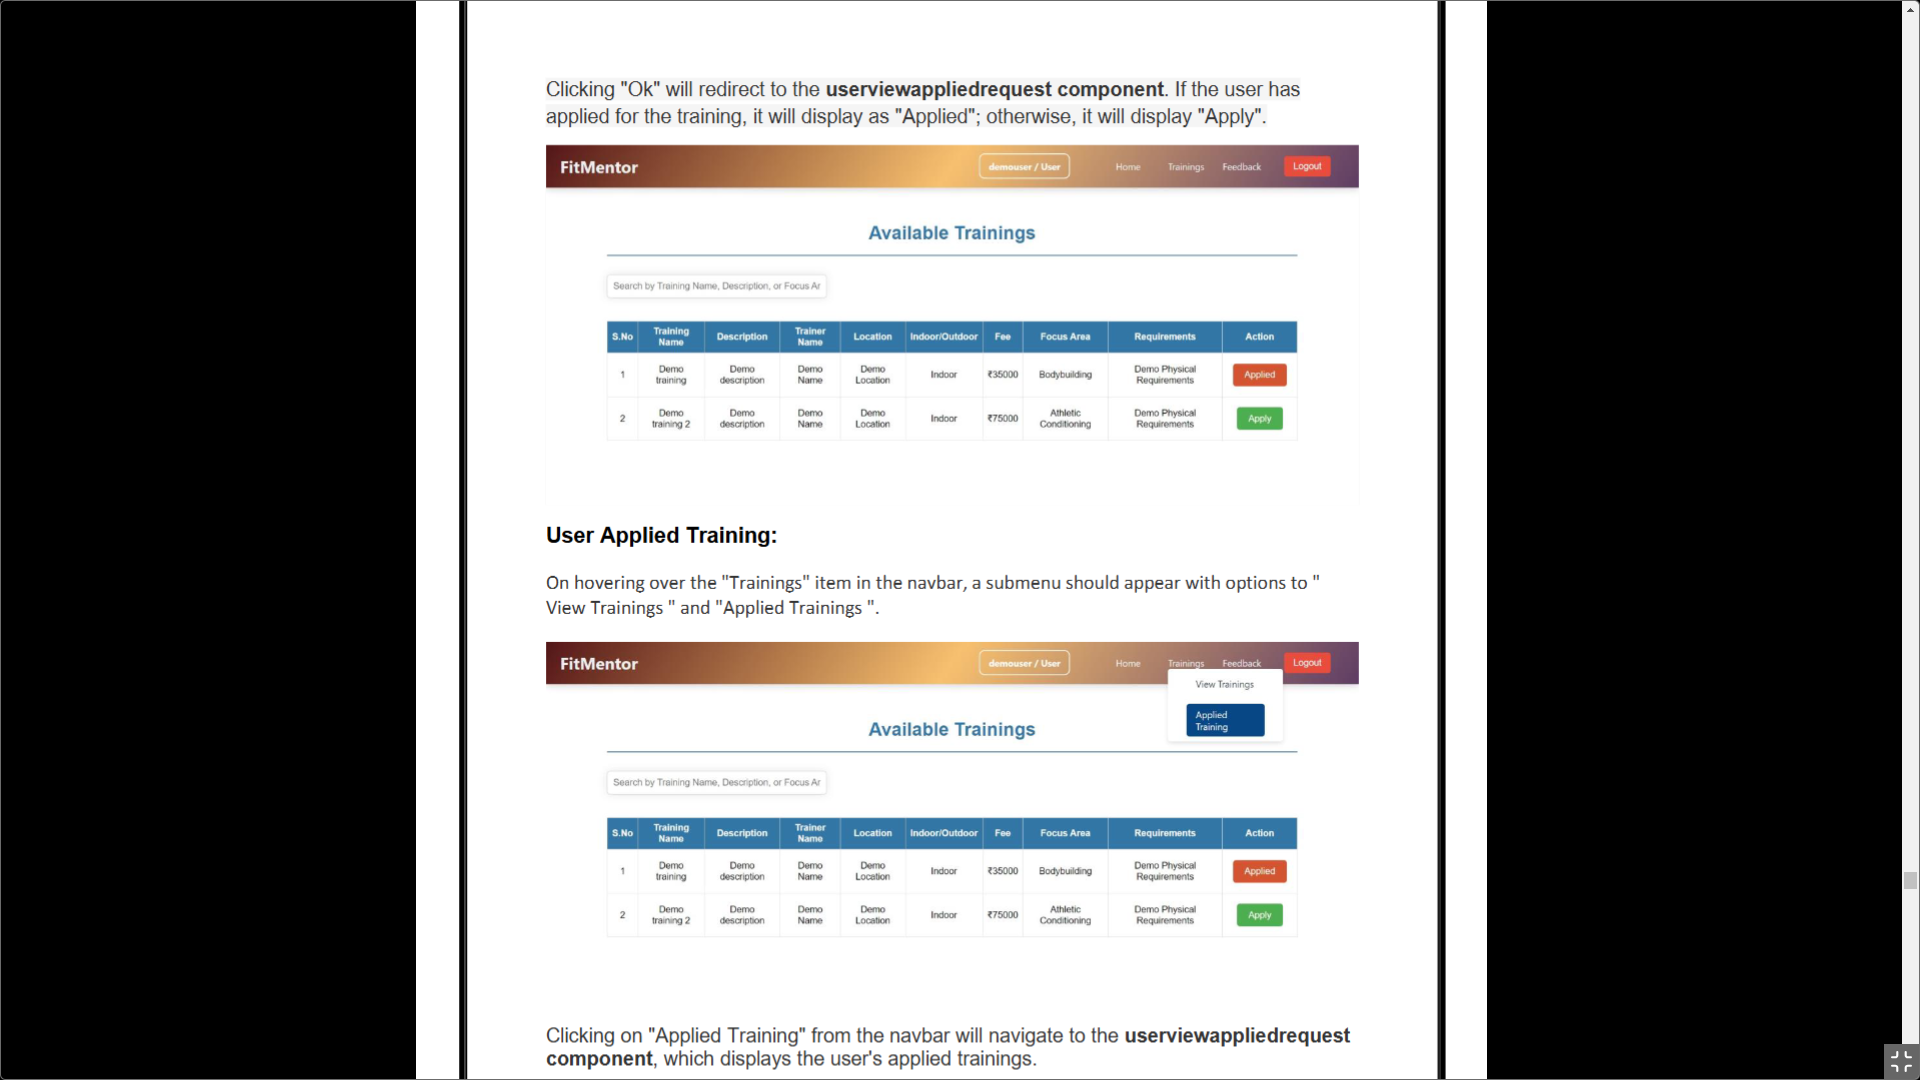 Clicking "Ok" will redirect to the userviewappliedrequest component. If the user has
applied for the training, it will display as "Applied"; otherwise, it will display "Apply".
FitMentor demouser / User Home Trainings Feedback Logout
Available Trainings
Search by Training Name, Description, or Focus Ar
S.No Training Name Description Trainer Name Location Indoor/Outdoor Fee Focus Area Requirements Action
1 Demo training Demo description Demo Name Demo Location Indoor ₹35000 Bodybuilding Demo Physical Requirements Applied
2 Demo training 2 Demo description Demo Name Demo Location Indoor ₹75000 Athletic Conditioning Demo Physical Requirements Apply
User Applied Training:
On hovering over the "Trainings" item in the navbar, a submenu should appear with options to "
View Trainings " and "Applied Trainings ".
FitMentor demouser / User Home Trainings Feedback Logout
View Trainings
Applied
Training
Available Trainings
Search by Training Name, Description, or Focus Ar
S.No Training Name Description Trainer Name Location Indoor/Outdoor Fee Focus Area Requirements Action
1 Demo training Demo description Demo Name Demo Location Indoor ₹35000 Bodybuilding Demo Physical Requirements Applied
2 Demo training 2 Demo description Demo Name Demo Location Indoor ₹75000 Athletic Conditioning Demo Physical Requirements Apply
Clicking on "Applied Training" from the navbar will navigate to the userviewappliedrequest
component, which displays the user's applied trainings.